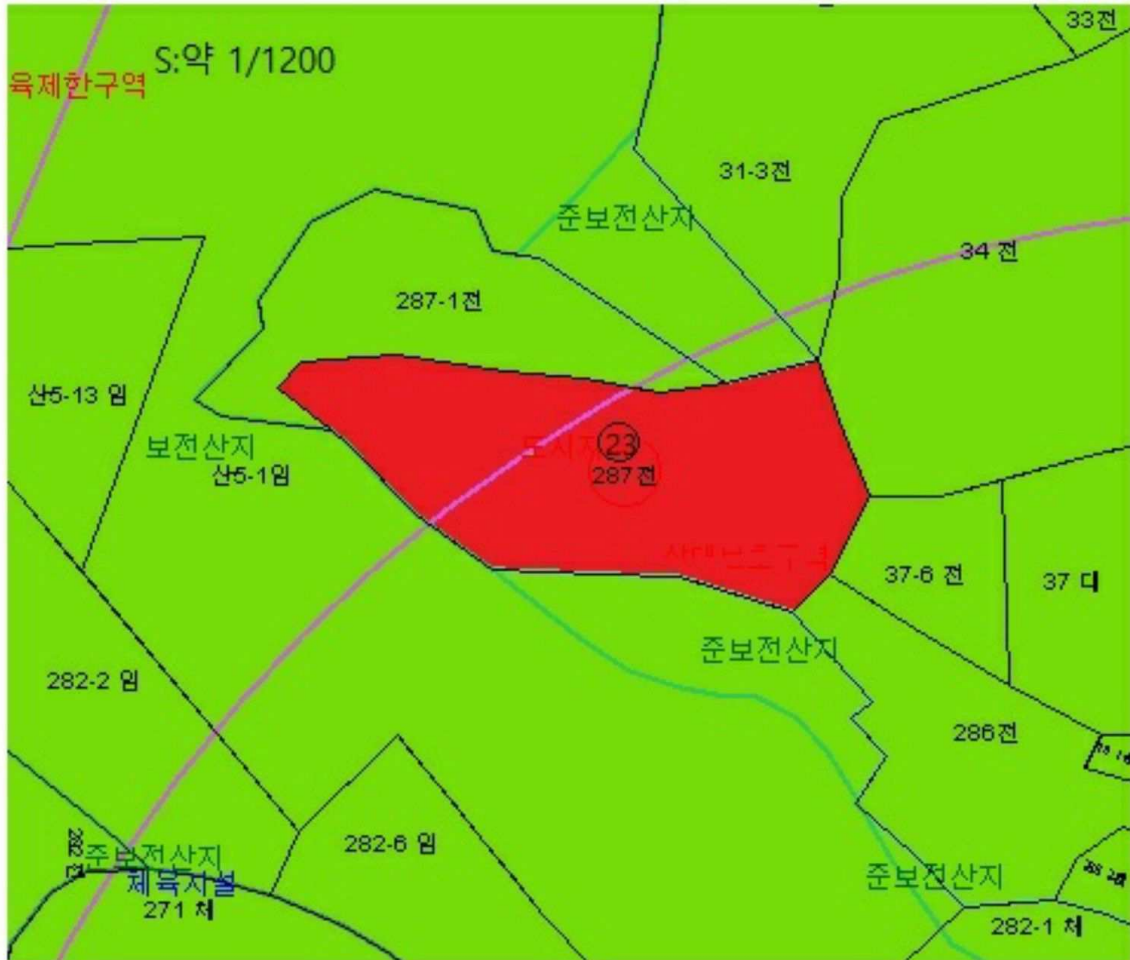 33전
S:약 1/1200
육제한구역
31-3전
준보전산지
34 전
287-1전
산5-13 임
보전산지
산5-1임
23
287전
37-6 전
37 대
준보전산지
282-2 임
286전
282-6 임
준보전산지
체육시설
271 체
준보전산지
282-1 체